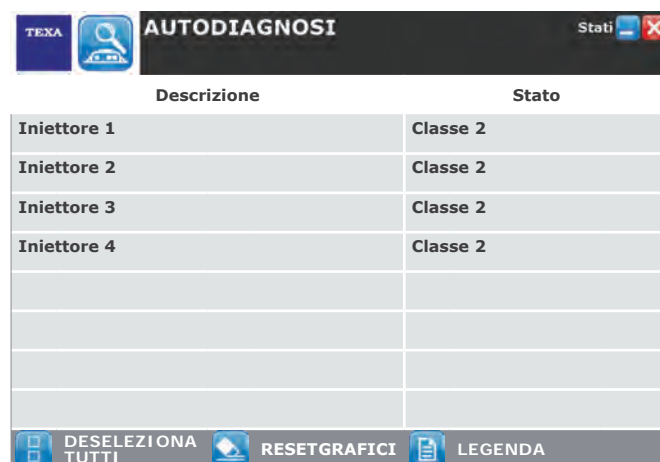 TEXA AUTODIAGNOSI Stati
Descrizione Stato
Iniettore 1 Classe 2
Iniettore 2 Classe 2
Iniettore 3 Classe 2
Iniettore 4 Classe 2
DESELEZIONA
TUTTI
RESETGRAFICI
LEGENDA